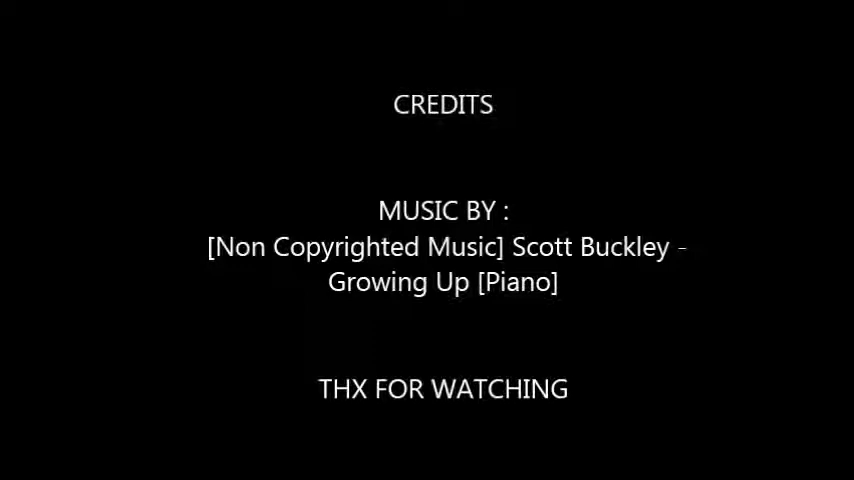 CREDITS
MUSIC BY :
[Non Copyrighted Music] Scott Buckley -
Growing Up [Piano]
THX FOR WATCHING